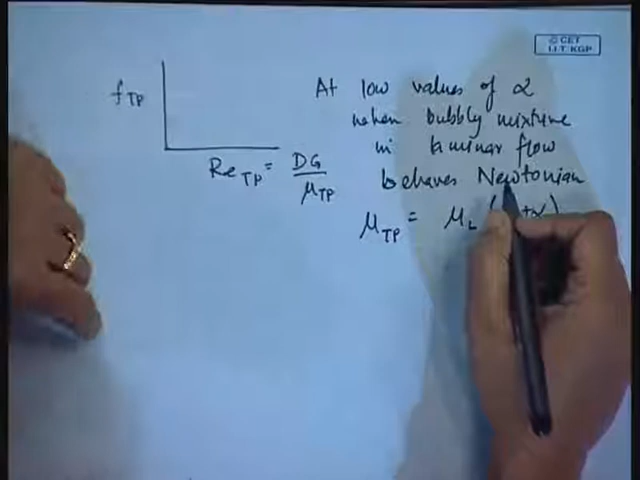 © CET
I.I.T. KGP
f_TP
Re_TP = DG / μ_TP
At low values of α
when bubbly mixture
in laminar flow
behaves Newtonian
μ_TP = μ_L ( +α)